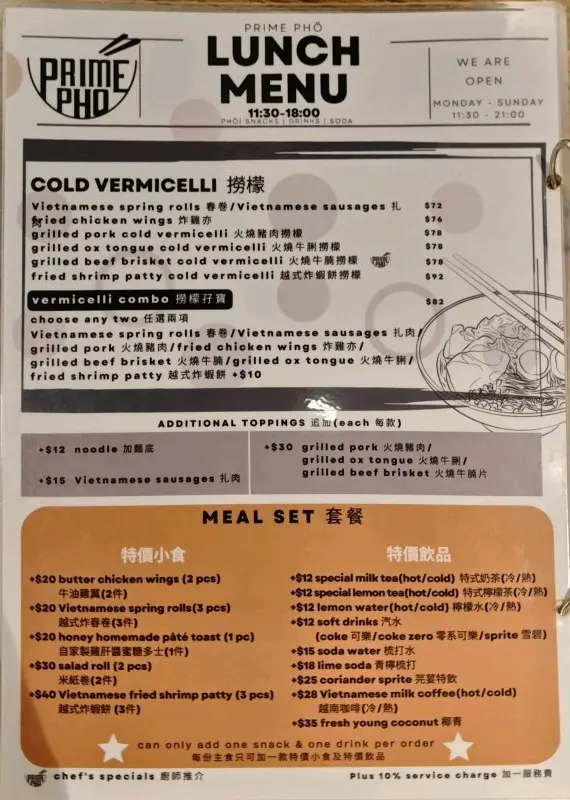 PRIME PHỞ
LUNCH MENU
11:30-18:00
PHỞ| SNACKS | DRINKS | SODA
PRIME PHỞ
WE ARE
OPEN
MONDAY - SUNDAY
11:30 - 21:00
COLD VERMICELLI 撈檬
Vietnamese spring rolls 春卷/Vietnamese sausages 扎肉 $72
fried chicken wings 炸雞亦 $76
grilled pork cold vermicelli 火燒豬肉撈檬 $78
grilled ox tongue cold vermicelli 火燒牛脷撈檬 $78
grilled beef brisket cold vermicelli 火燒牛腩撈檬 $78
fried shrimp patty cold vermicelli 越式炸蝦餅撈檬 $92
vermicelli combo 撈檬孖寶 $82
choose any two 任選兩項
Vietnamese spring rolls 春卷/Vietnamese sausages 扎肉/
grilled pork 火燒豬肉/fried chicken wings 炸雞亦/
grilled beef brisket 火燒牛腩/grilled ox tongue 火燒牛脷/
fried shrimp patty 越式炸蝦餅 +$10
ADDITIONAL TOPPINGS 追加(each 每款)
+$12 noodle 加麵底
+$15 Vietnamese sausages 扎肉
+$30 grilled pork 火燒豬肉/
grilled ox tongue 火燒牛脷/
grilled beef brisket 火燒牛腩片
MEAL SET 套餐
特價小食
+$20 butter chicken wings (2 pcs)
牛油雞翼(2件)
+$20 Vietnamese spring rolls(3 pcs)
越式炸春卷(3件)
+$20 honey homemade pâté toast (1 pc)
自家製雞肝醬蜜糖多士(1件)
+$30 salad roll (2 pcs)
米紙卷(2件)
+$40 Vietnamese fried shrimp patty (3 pcs)
越式炸蝦餅 (3件)
特價飲品
+$12 special milk tea(hot/cold) 特式奶茶(冷/熱)
+$12 special lemon tea(hot/cold) 特式檸檬茶(冷/熱)
+$12 lemon water(hot/cold) 檸檬水(冷/熱)
+$12 soft drinks 汽水
(coke 可樂/coke zero 零系可樂/sprite 雪碧)
+$15 soda water 梳打水
+$18 lime soda 青檸梳打
+$25 coriander sprite 芫荽特飲
+$28 Vietnamese milk coffee(hot/cold)
越南咖啡(冷/熱)
+$35 fresh young coconut 椰青
can only add one snack & one drink per order
每份主食只可加一款特價小食及特價飲品
chef's specials 廚師推介
Plus 10% service charge 加一服務費